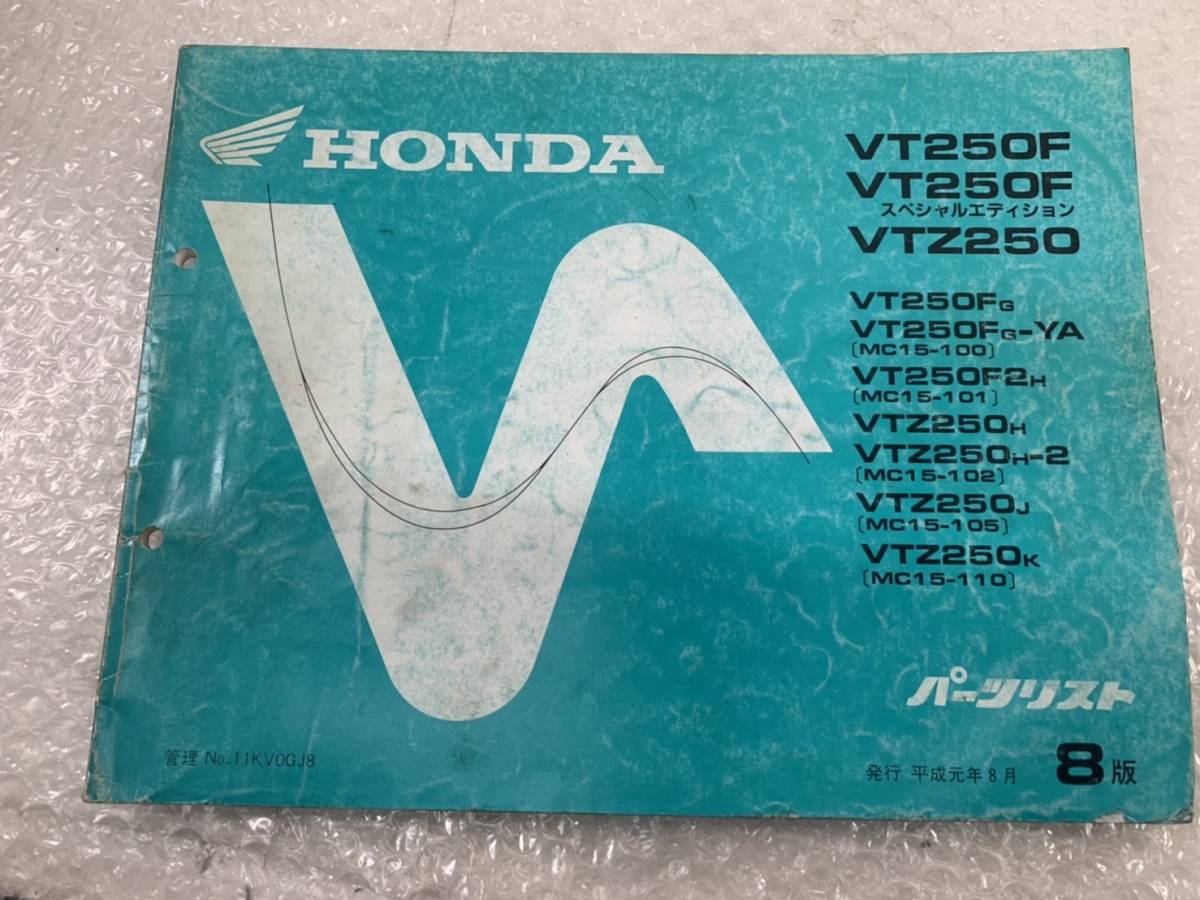 HONDA
VT250F
VT250F
スペシャルエディション
VTZ250
VT250FG
VT250FG-YA
〔MC15-100〕
VT250F2H
〔MC15-101〕
VTZ250H
VTZ250H-2
〔MC15-102〕
VTZ250J
〔MC15-105〕
VTZ250K
〔MC15-110〕
パーツリスト
管理 No.11KV0GJ8
発行 平成元年8月 8版